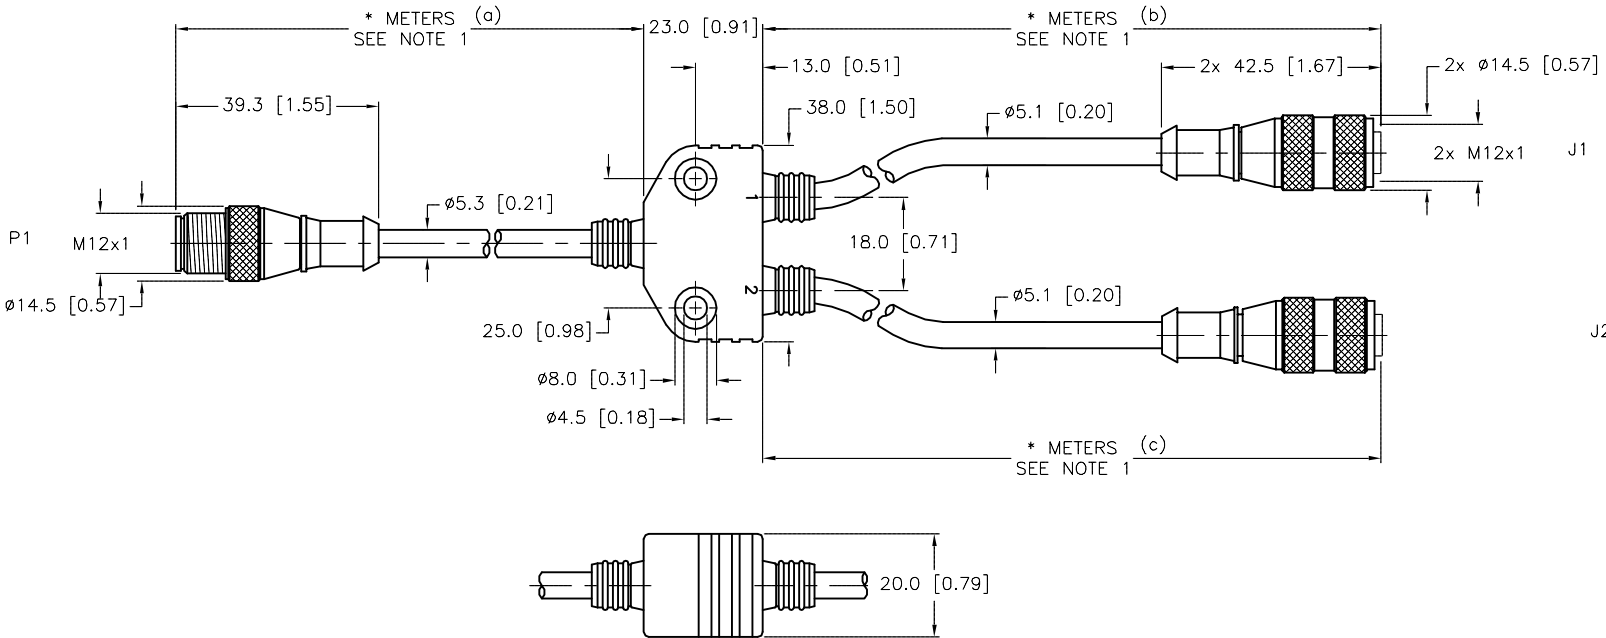 * METERS (a)
SEE NOTE 1
23.0 [0.91]
* METERS (b)
SEE NOTE 1
13.0 [0.51]
2x 42.5 [1.67]
2x ø14.5 [0.57]
39.3 [1.55]
38.0 [1.50]
ø5.1 [0.20]
2x M12x1
J1
1
ø5.3 [0.21]
P1
M12x1
18.0 [0.71]
2
ø14.5 [0.57]
ø5.1 [0.20]
25.0 [0.98]
J2
ø8.0 [0.31]
ø4.5 [0.18]
* METERS (c)
SEE NOTE 1
20.0 [0.79]